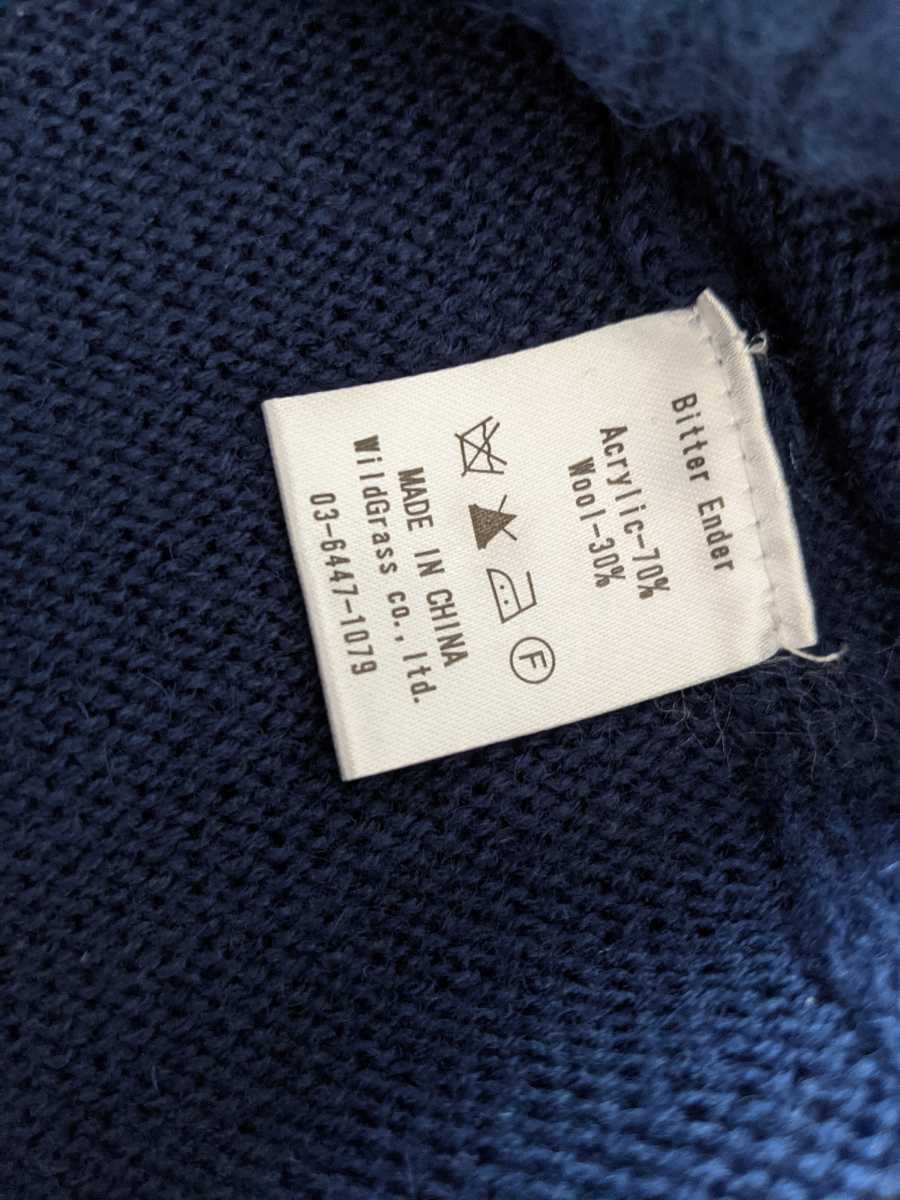 Bitter Ender
Acrylic-70%
Wool-30%
F
MADE IN CHINA
WildGrass co.,ltd.
03-6447-1079